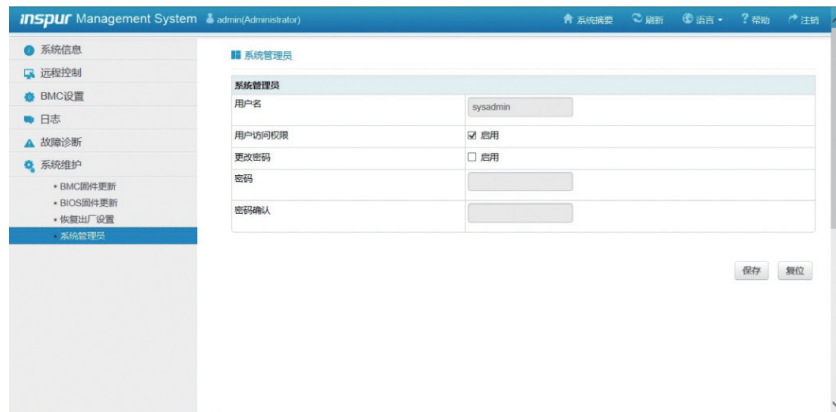 inspur Management System admin(Administrator) 系统摘要 刷新 语言 ? 帮助 注销
系统信息
远程控制
BMC设置
日志
故障诊断
系统维护
• BMC固件更新
• BIOS固件更新
• 恢复出厂设置
• 系统管理员
系统管理员
系统管理员
用户名 sysadmin
用户访问权限 启用
更改密码 启用
密码
密码确认
保存 复位